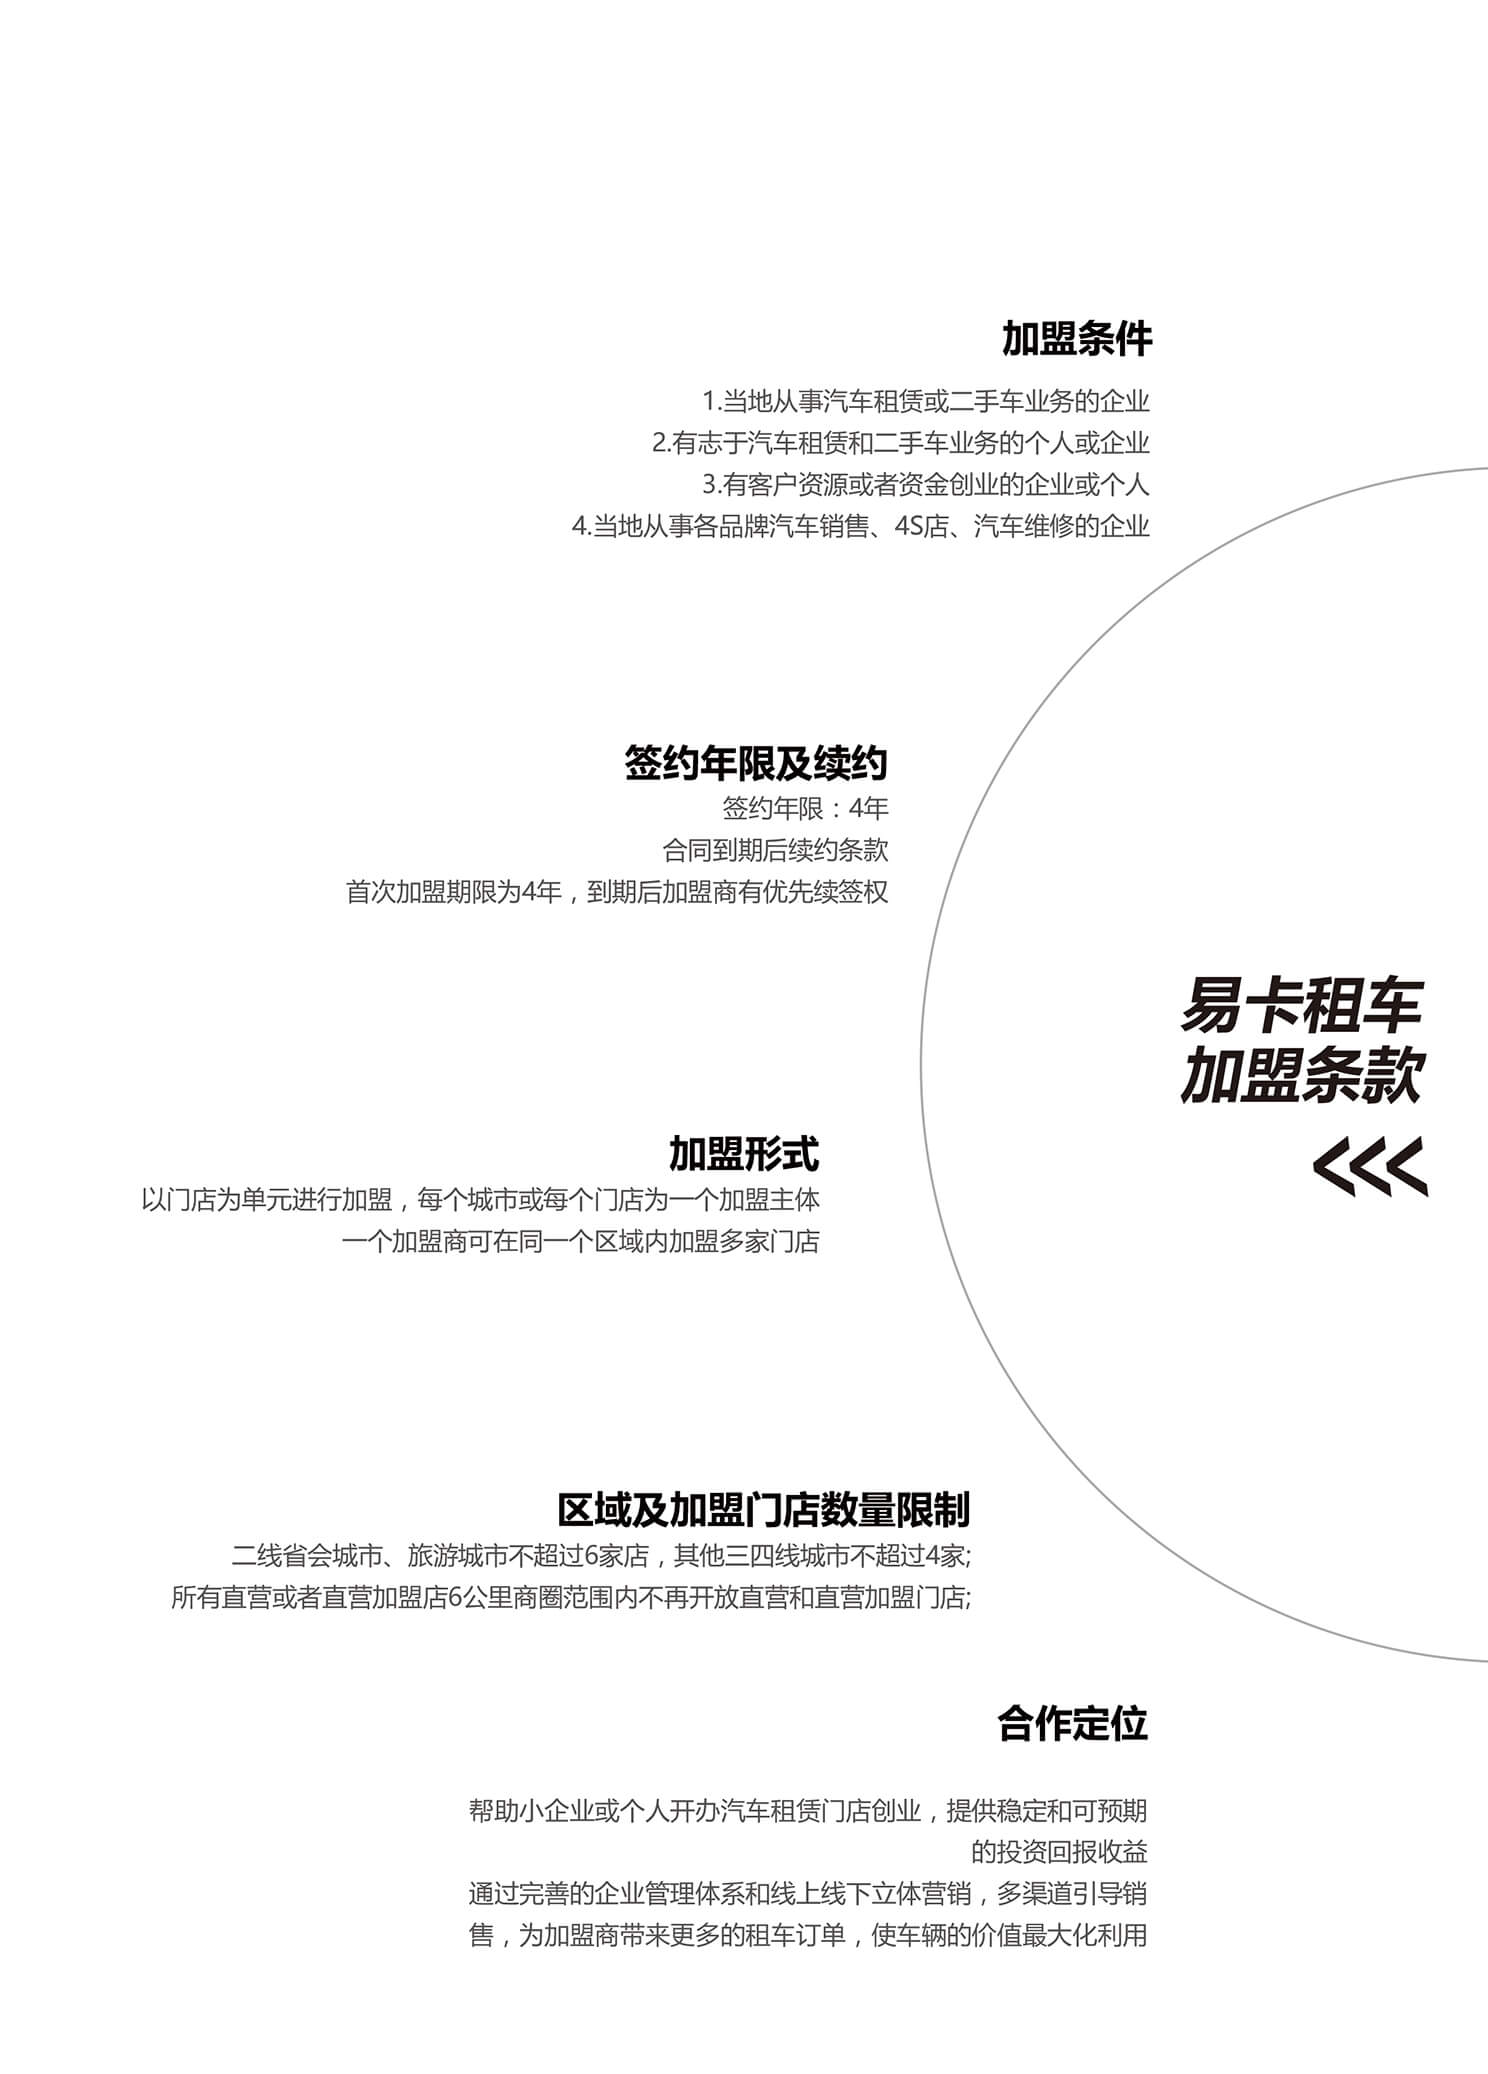 加盟条件
1.当地从事汽车租赁或二手车业务的企业
2.有志于汽车租赁和二手车业务的个人或企业
3.有客户资源或者资金创业的企业或个人
4.当地从事各品牌汽车销售、4S店、汽车维修的企业
签约年限及续约
签约年限：4年
合同到期后续约条款
首次加盟期限为4年，到期后加盟商有优先续签权
易卡租车
加盟条款
加盟形式
以门店为单元进行加盟，每个城市或每个门店为一个加盟主体
一个加盟商可在同一个区域内加盟多家门店
区域及加盟门店数量限制
二线省会城市、旅游城市不超过6家店，其他三四线城市不超过4家;
所有直营或者直营加盟店6公里商圈范围内不再开放直营和直营加盟门店;
合作定位
帮助小企业或个人开办汽车租赁门店创业，提供稳定和可预期
的投资回报收益
通过完善的企业管理体系和线上线下立体营销，多渠道引导销
售，为加盟商带来更多的租车订单，使车辆的价值最大化利用